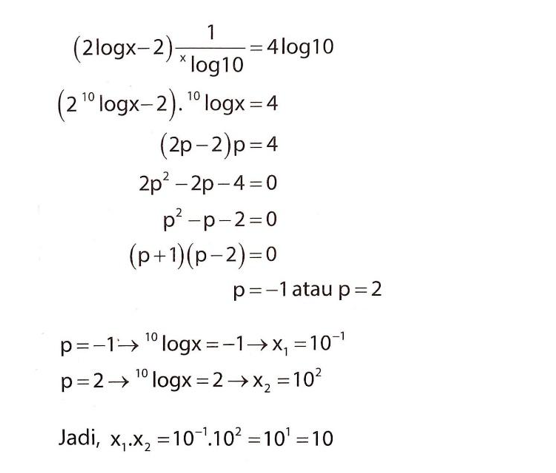 (2logx−2) 1/ˣlog10 = 4log10
(2 ¹⁰logx−2). ¹⁰logx = 4
(2p−2)p = 4
2p² −2p−4 = 0
p² −p−2 = 0
(p+1)(p−2) = 0
p = −1 atau p = 2
p = −1 → ¹⁰logx = −1 → x₁ = 10⁻¹
p = 2 → ¹⁰logx = 2 → x₂ = 10²
Jadi, x₁.x₂ = 10⁻¹.10² = 10¹ = 10